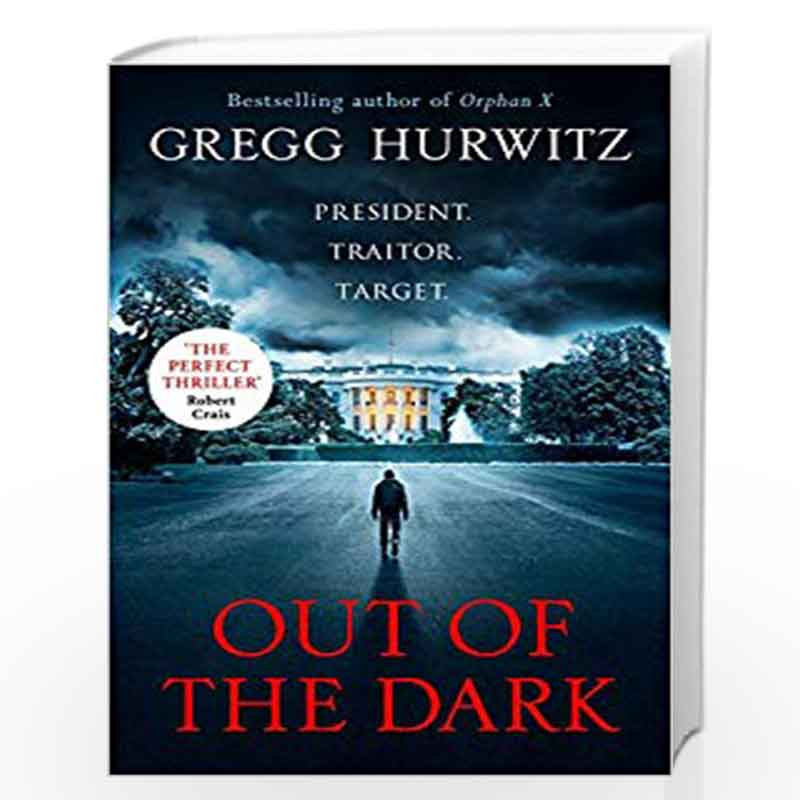 Bestselling author of Orphan X
GREGG HURWITZ
PRESIDENT.
TRAITOR.
TARGET.
'THE
PERFECT
THRILLER'
Robert
Crais
OUT OF
THE DARK